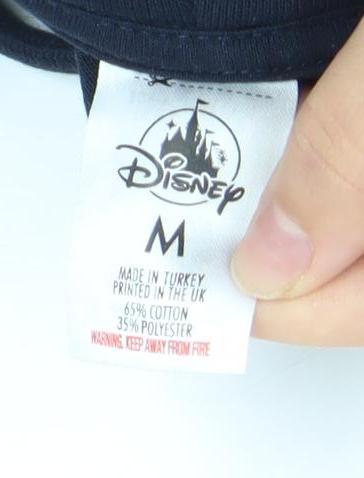 Disney
M
MADE IN TURKEY
PRINTED IN THE UK
65% COTTON
35% POLYESTER
WARNING. KEEP AWAY FROM FIRE